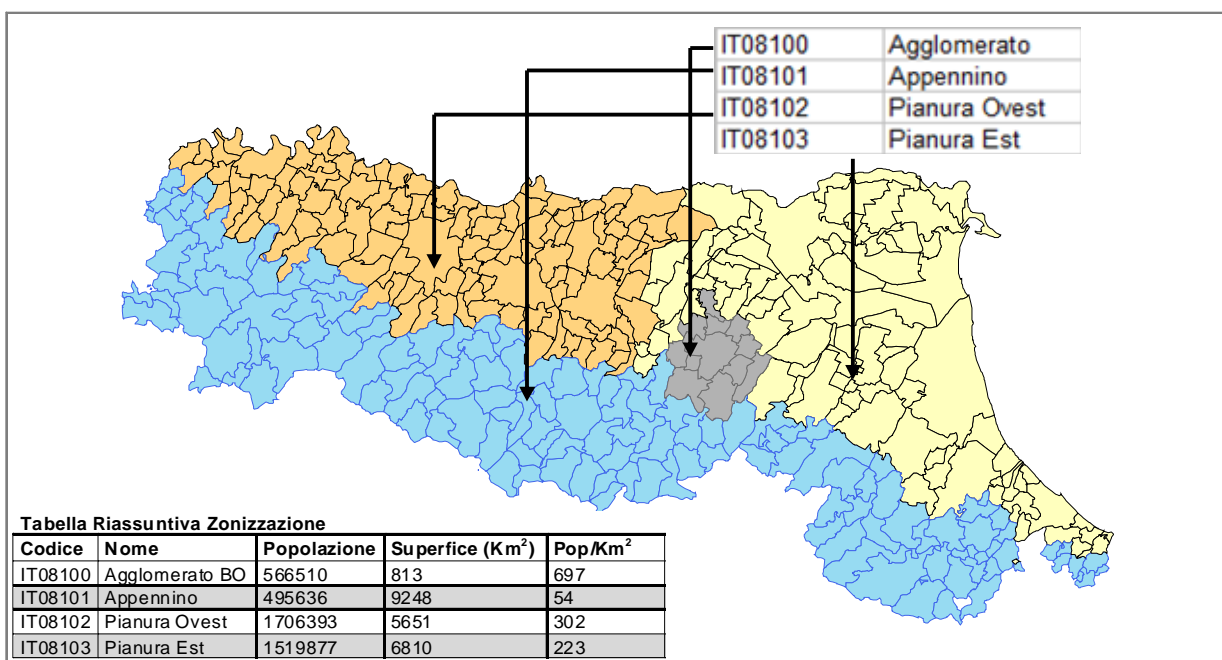 IT08100 Agglomerato
IT08101 Appennino
IT08102 Pianura Ovest
IT08103 Pianura Est
Tabella Riassuntiva Zonizzazione
Codice Nome Popolazione Superfice (Km²) Pop/Km²
IT08100 Agglomerato BO 566510 813 697
IT08101 Appennino 495636 9248 54
IT08102 Pianura Ovest 1706393 5651 302
IT08103 Pianura Est 1519877 6810 223